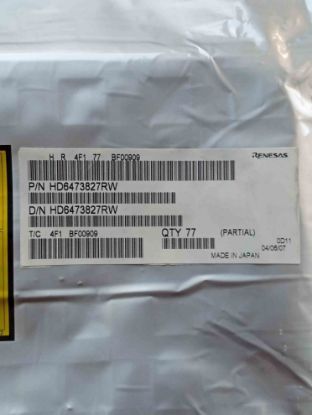 H R 4F1 77 BF00909
RENESAS
P/N HD6473827RW
D/N HD6473827RW
T/C 4F1 BF00909
QTY 77 (PARTIAL)
0D11
04/06/07
MADE IN JAPAN